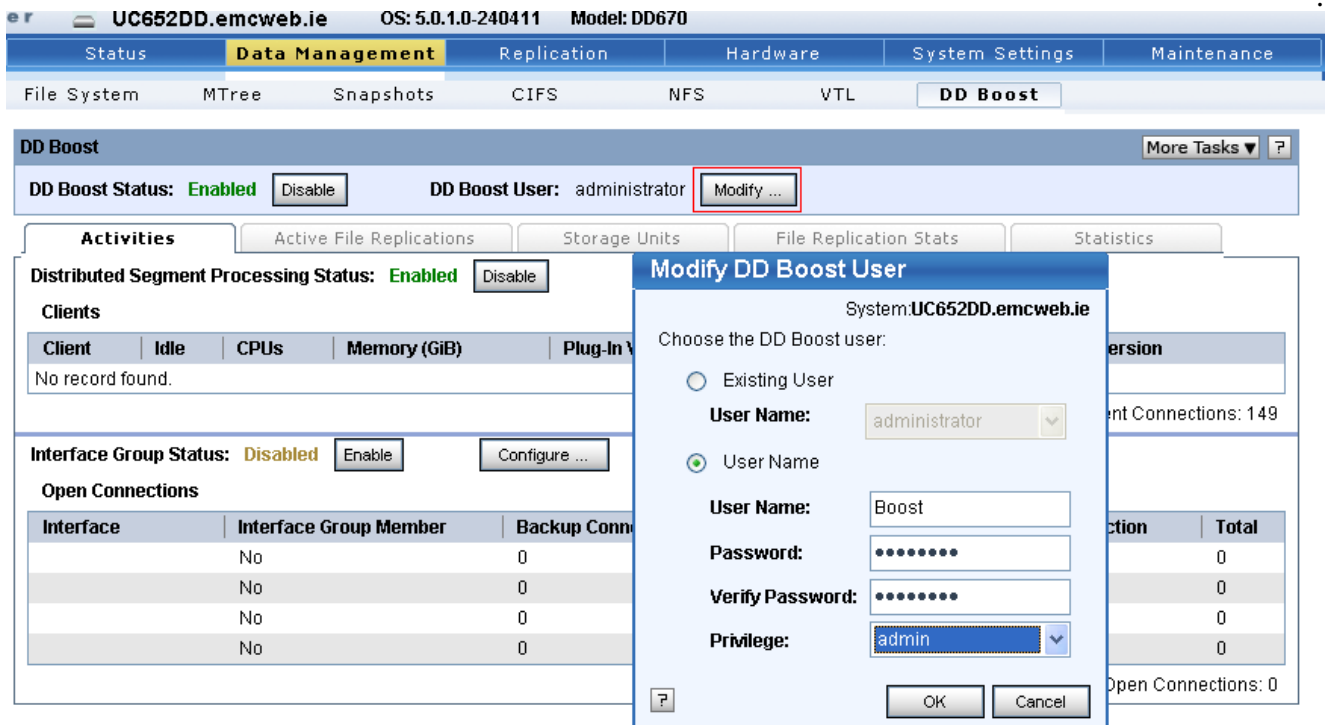 er UC652DD.emcweb.ie OS: 5.0.1.0-240411 Model: DD670
Status Data Management Replication Hardware System Settings Maintenance
File System MTree Snapshots CIFS NFS VTL DD Boost
DD Boost More Tasks ▼ ?
DD Boost Status: Enabled Disable DD Boost User: administrator Modify ...
Activities Active File Replications Storage Units File Replication Stats Statistics
Distributed Segment Processing Status: Enabled Disable
Clients
Client Idle CPUs Memory (GiB) Plug-In V ersion
No record found.
ent Connections: 149
Interface Group Status: Disabled Enable Configure ...
Open Connections
Interface Interface Group Member Backup Conn ction Total
No 0 0
No 0 0
No 0 0
No 0 0
Open Connections: 0
Modify DD Boost User
System:UC652DD.emcweb.ie
Choose the DD Boost user:
Existing User
User Name: administrator
User Name
User Name: Boost
Password: ••••••••
Verify Password: ••••••••
Privilege: admin
? OK Cancel